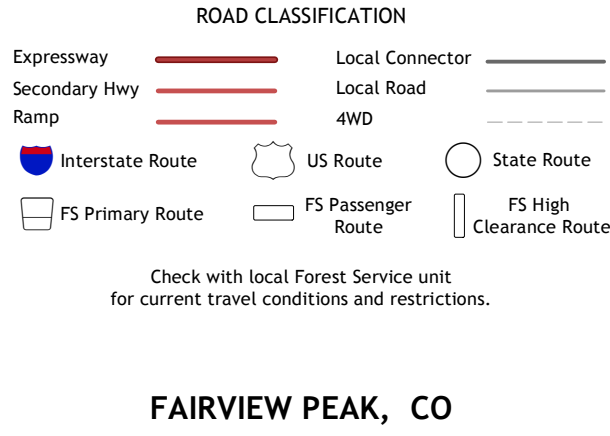 ROAD CLASSIFICATION
Expressway
Local Connector
Secondary Hwy
Local Road
Ramp
4WD
Interstate Route
US Route
State Route
FS Primary Route
FS Passenger
Route
FS High
Clearance Route
Check with local Forest Service unit
for current travel conditions and restrictions.
FAIRVIEW PEAK, CO